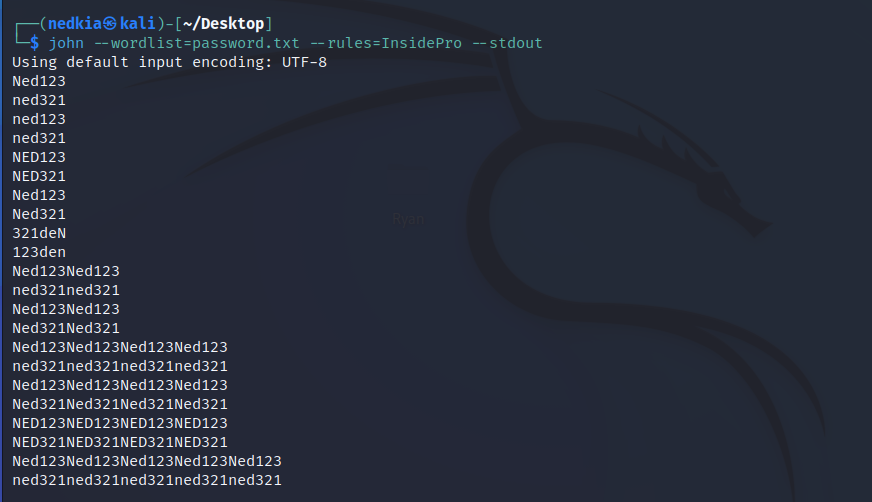 ┌──(nedkia㉿kali)-[~/Desktop]
└─$ john --wordlist=password.txt --rules=InsidePro --stdout
Using default input encoding: UTF-8
Ned123
ned321
ned123
ned321
NED123
NED321
Ned123
Ned321
321deN
123den
Ned123Ned123
ned321ned321
Ned123Ned123
Ned321Ned321
Ned123Ned123Ned123Ned123
ned321ned321ned321ned321
Ned123Ned123Ned123Ned123
Ned321Ned321Ned321Ned321
NED123NED123NED123NED123
NED321NED321NED321NED321
Ned123Ned123Ned123Ned123Ned123
ned321ned321ned321ned321ned321
Ryan